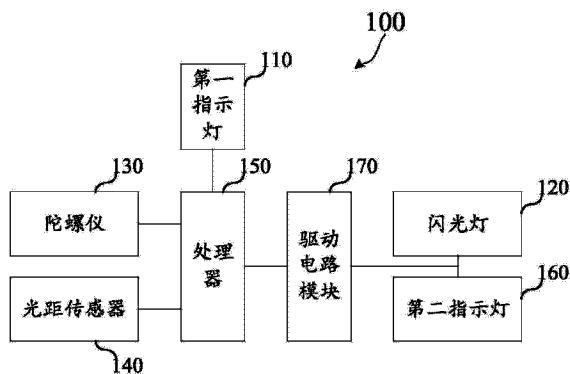 100
110
第一
指示
灯
130
陀螺仪
150
处理
器
170
驱动
电路
模块
120
闪光灯
光距传感器
140
第二指示灯
160